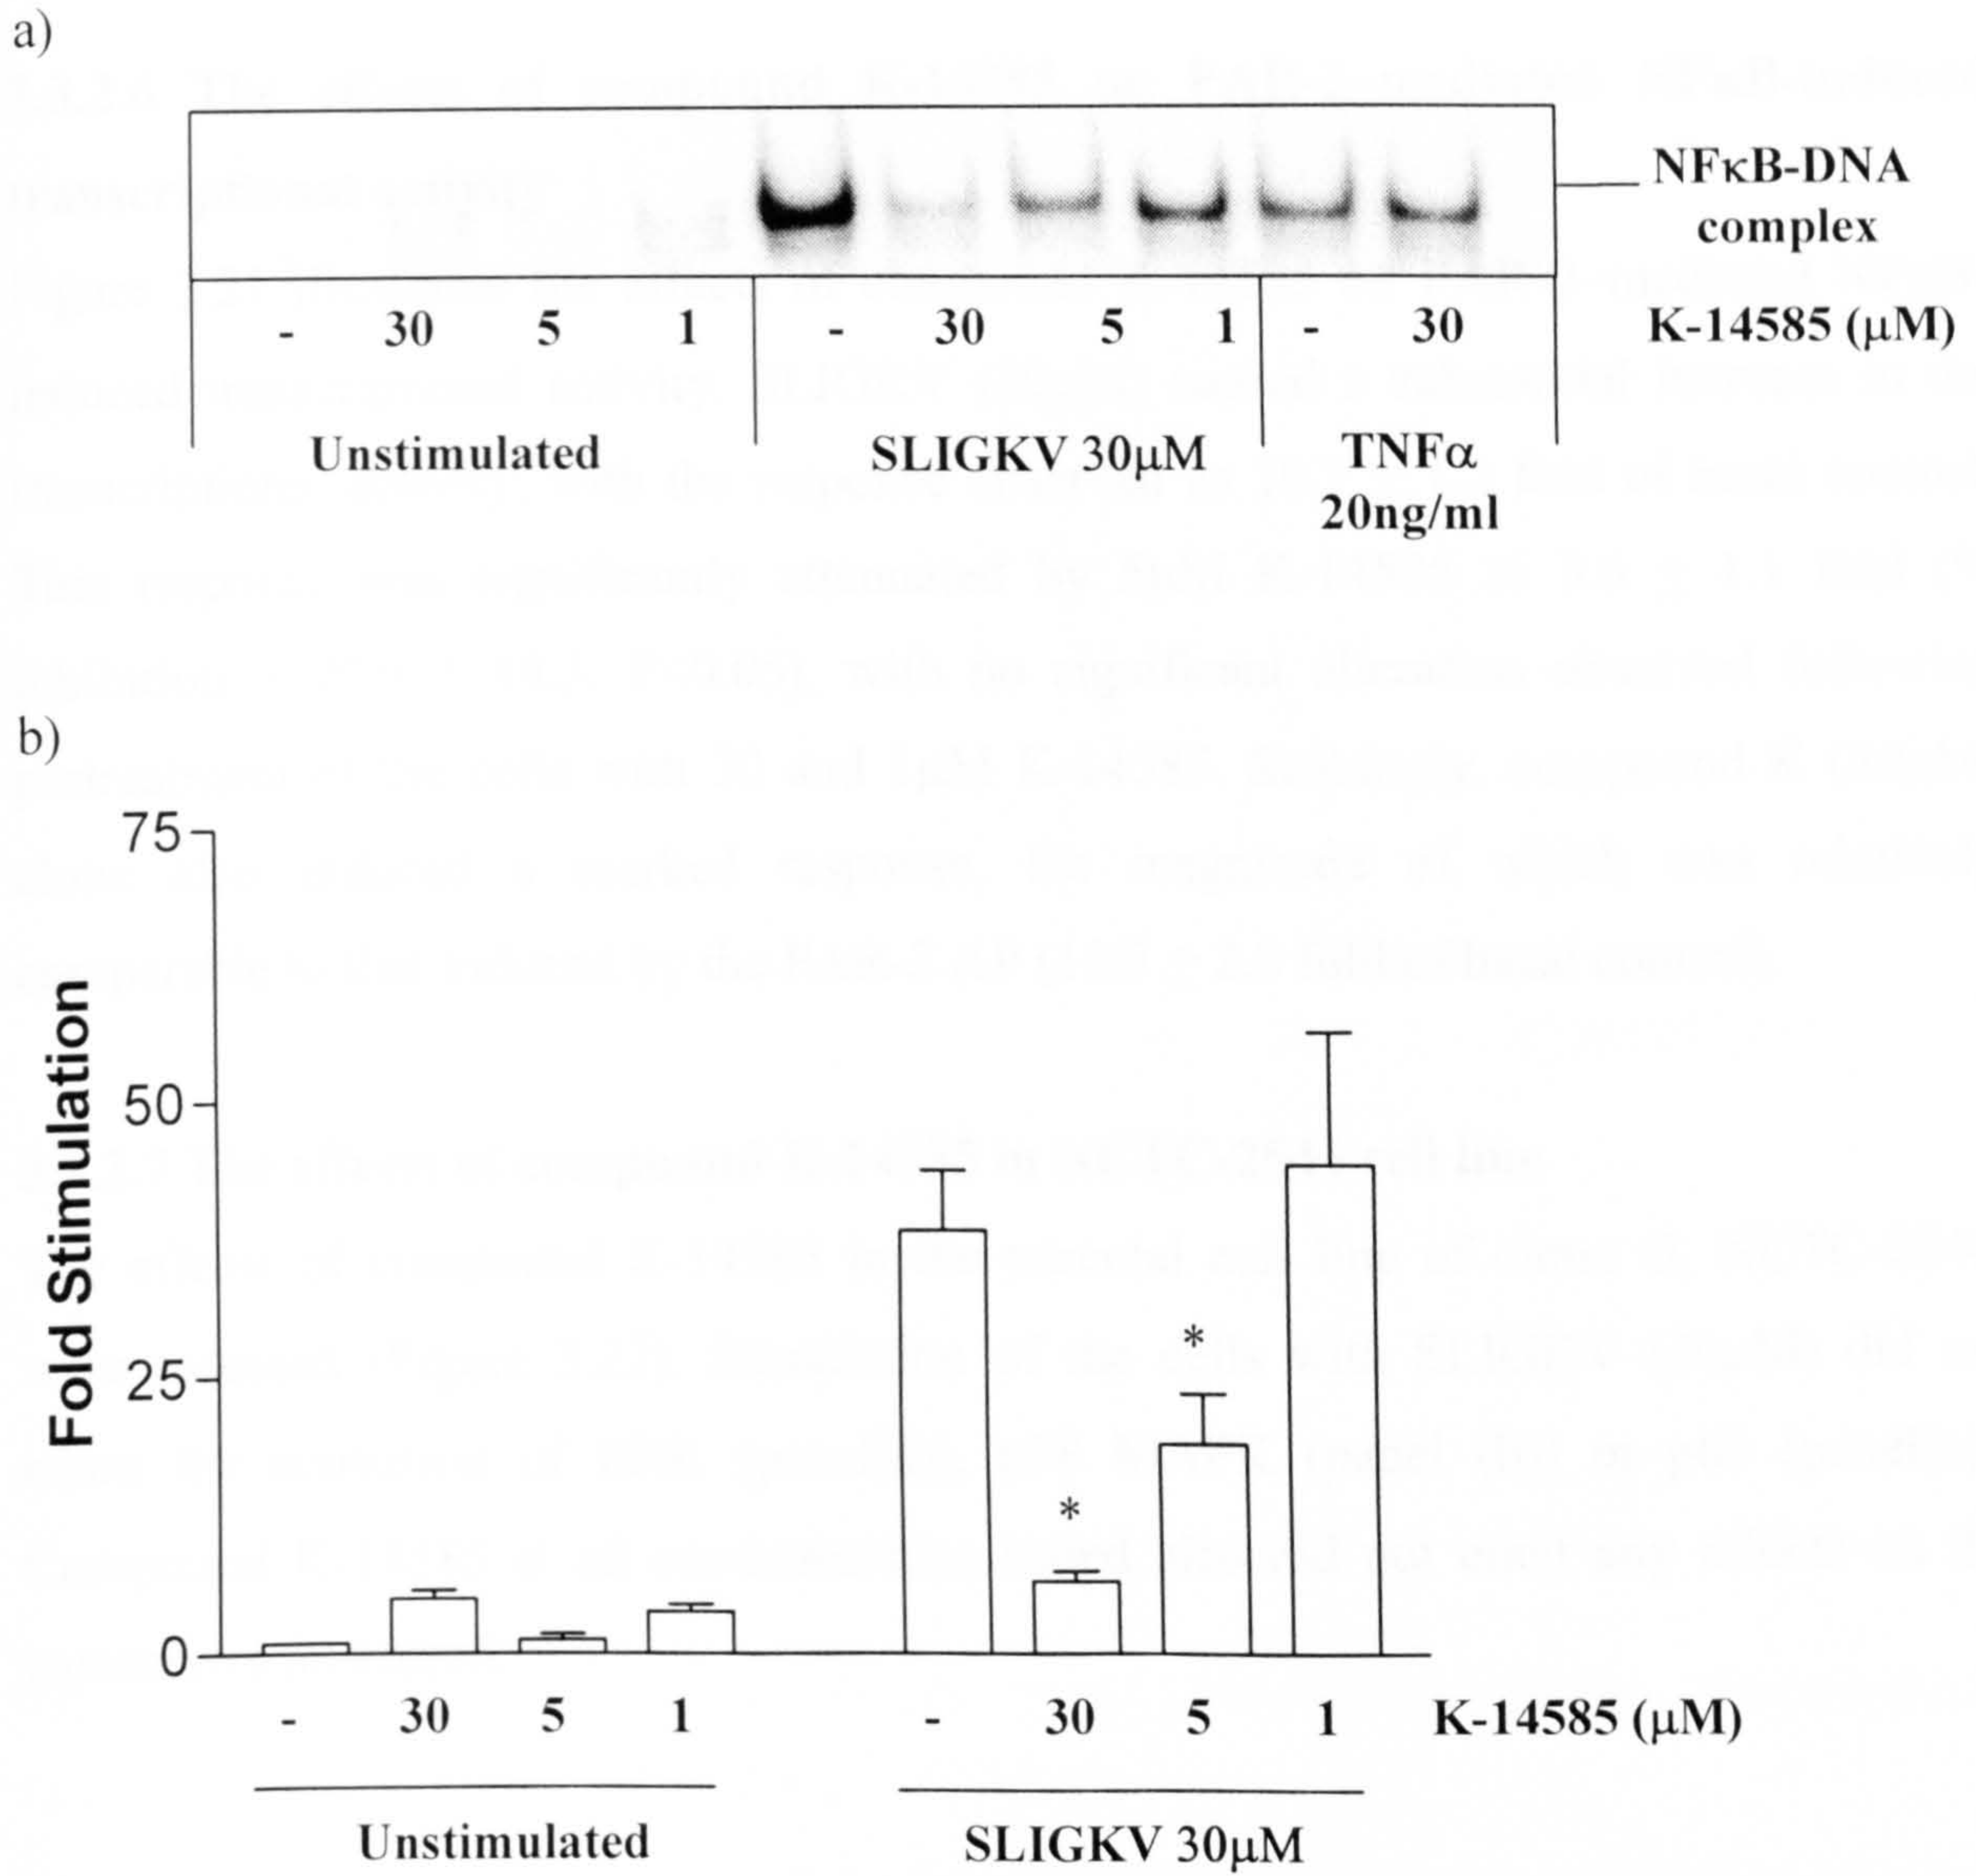 a)
NFκB-DNA
complex
- 30 5 1 - 30 5 1 - 30 K-14585 (μM)
Unstimulated SLIGKV 30μM TNFα
20ng/ml
b)
75
50
25
0
Fold Stimulation
*
*
- 30 5 1 - 30 5 1 K-14585 (μM)
Unstimulated SLIGKV 30μM